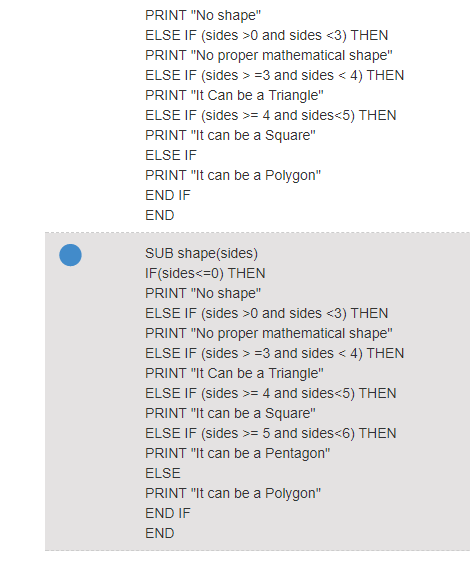 PRINT "No shape"
ELSE IF (sides >0 and sides <3) THEN
PRINT "No proper mathematical shape"
ELSE IF (sides > =3 and sides < 4) THEN
PRINT "It Can be a Triangle"
ELSE IF (sides >= 4 and sides<5) THEN
PRINT "It can be a Square"
ELSE IF
PRINT "It can be a Polygon"
END IF
END
SUB shape(sides)
IF(sides<=0) THEN
PRINT "No shape"
ELSE IF (sides >0 and sides <3) THEN
PRINT "No proper mathematical shape"
ELSE IF (sides > =3 and sides < 4) THEN
PRINT "It Can be a Triangle"
ELSE IF (sides >= 4 and sides<5) THEN
PRINT "It can be a Square"
ELSE IF (sides >= 5 and sides<6) THEN
PRINT "It can be a Pentagon"
ELSE
PRINT "It can be a Polygon"
END IF
END